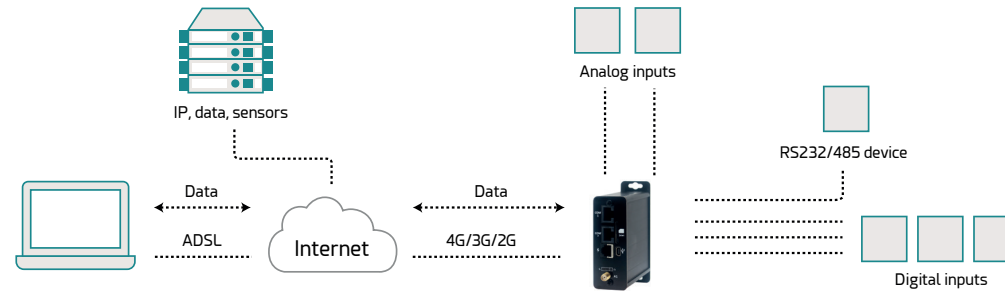 Analog inputs
IP, data, sensors
RS232/485 device
Data
Data
ADSL
Internet
4G/3G/2G
Digital inputs